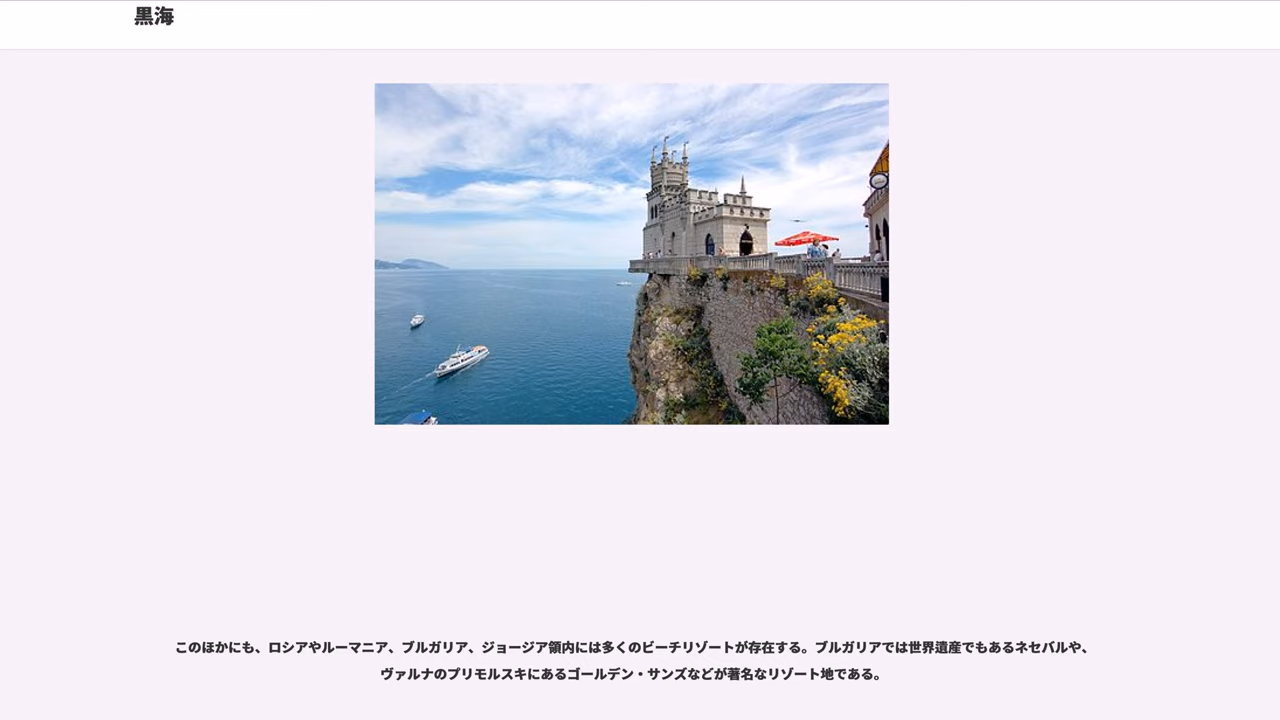 黒海
このほかにも、ロシアやルーマニア、ブルガリア、ジョージア領内には多くのビーチリゾートが存在する。ブルガリアでは世界遺産でもあるネセバルや、
ヴァルナのプリモルスキにあるゴールデン・サンズなどが著名なリゾート地である。